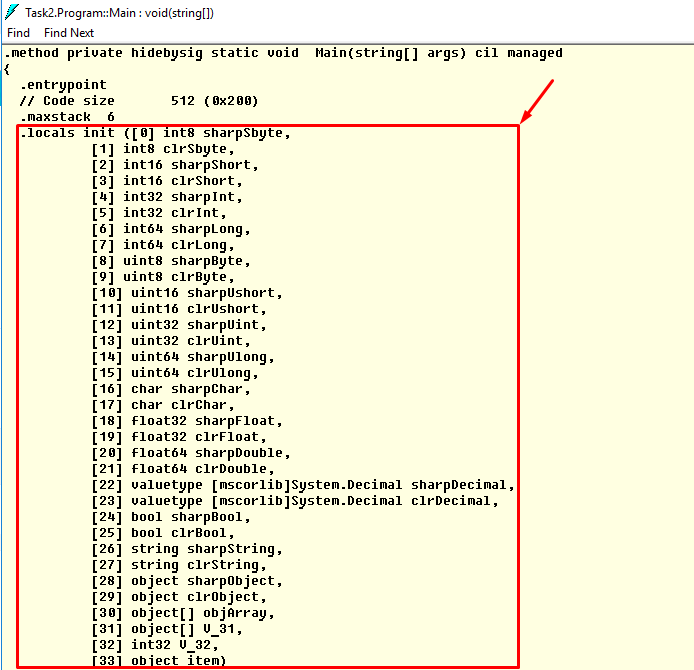 Task2.Program::Main : void(string[])
Find Find Next
.method private hidebysig static void  Main(string[] args) cil managed
{
  .entrypoint
  // Code size       512 (0x200)
  .maxstack  6
  .locals init ([0] int8 sharpSbyte,
           [1] int8 clrSbyte,
           [2] int16 sharpShort,
           [3] int16 clrShort,
           [4] int32 sharpInt,
           [5] int32 clrInt,
           [6] int64 sharpLong,
           [7] int64 clrLong,
           [8] uint8 sharpByte,
           [9] uint8 clrByte,
           [10] uint16 sharpUshort,
           [11] uint16 clrUshort,
           [12] uint32 sharpUint,
           [13] uint32 clrUint,
           [14] uint64 sharpUlong,
           [15] uint64 clrUlong,
           [16] char sharpChar,
           [17] char clrChar,
           [18] float32 sharpFloat,
           [19] float32 clrFloat,
           [20] float64 sharpDouble,
           [21] float64 clrDouble,
           [22] valuetype [mscorlib]System.Decimal sharpDecimal,
           [23] valuetype [mscorlib]System.Decimal clrDecimal,
           [24] bool sharpBool,
           [25] bool clrBool,
           [26] string sharpString,
           [27] string clrString,
           [28] object sharpObject,
           [29] object clrObject,
           [30] object[] objArray,
           [31] object[] V_31,
           [32] int32 V_32,
           [33] object item)